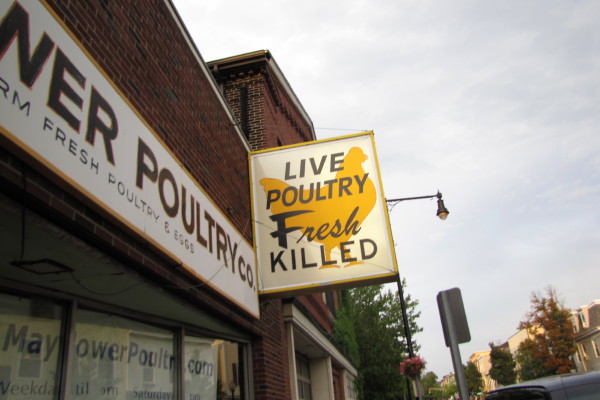 NER POULTRY CO.
RM FRESH POULTRY & EGGS
LIVE
POULTRY
Fresh
KILLED
MayflowerPoultry.com